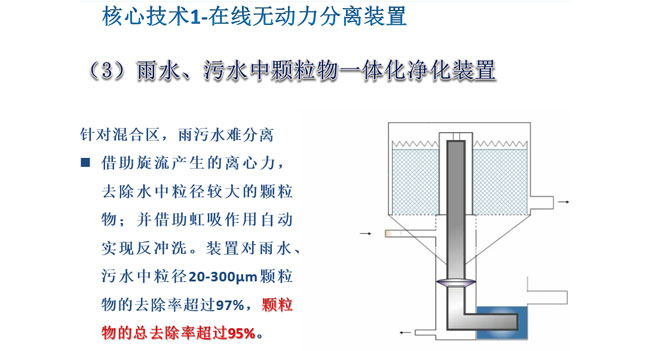 核心技术1-在线无动力分离装置
（3）雨水、污水中颗粒物一体化净化装置
针对混合区，雨污水难分离
■ 借助旋流产生的离心力，
去除水中粒径较大的颗粒
物；并借助虹吸作用自动
实现反冲洗。装置对雨水、
污水中粒径20-300μm颗粒
物的去除率超过97%，颗粒
物的总去除率超过95%。